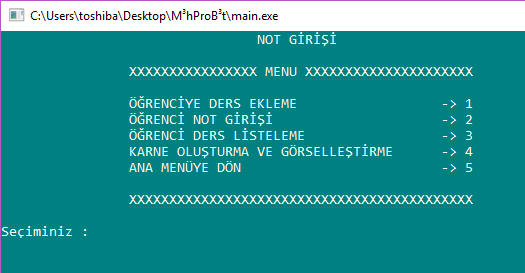 C:\Users\toshiba\Desktop\M³hProB³t\main.exe
NOT GİRİŞİ
XXXXXXXXXXXXXXXX MENU XXXXXXXXXXXXXXXXXXXXX
ÖĞRENCİYE DERS EKLEME -> 1
ÖĞRENCİ NOT GİRİŞİ -> 2
ÖĞRENCİ DERS LİSTELEME -> 3
KARNE OLUŞTURMA VE GÖRSELLEŞTİRME -> 4
ANA MENÜYE DÖN -> 5
XXXXXXXXXXXXXXXXXXXXXXXXXXXXXXXXXXXXXXXXXXX
Seçiminiz :